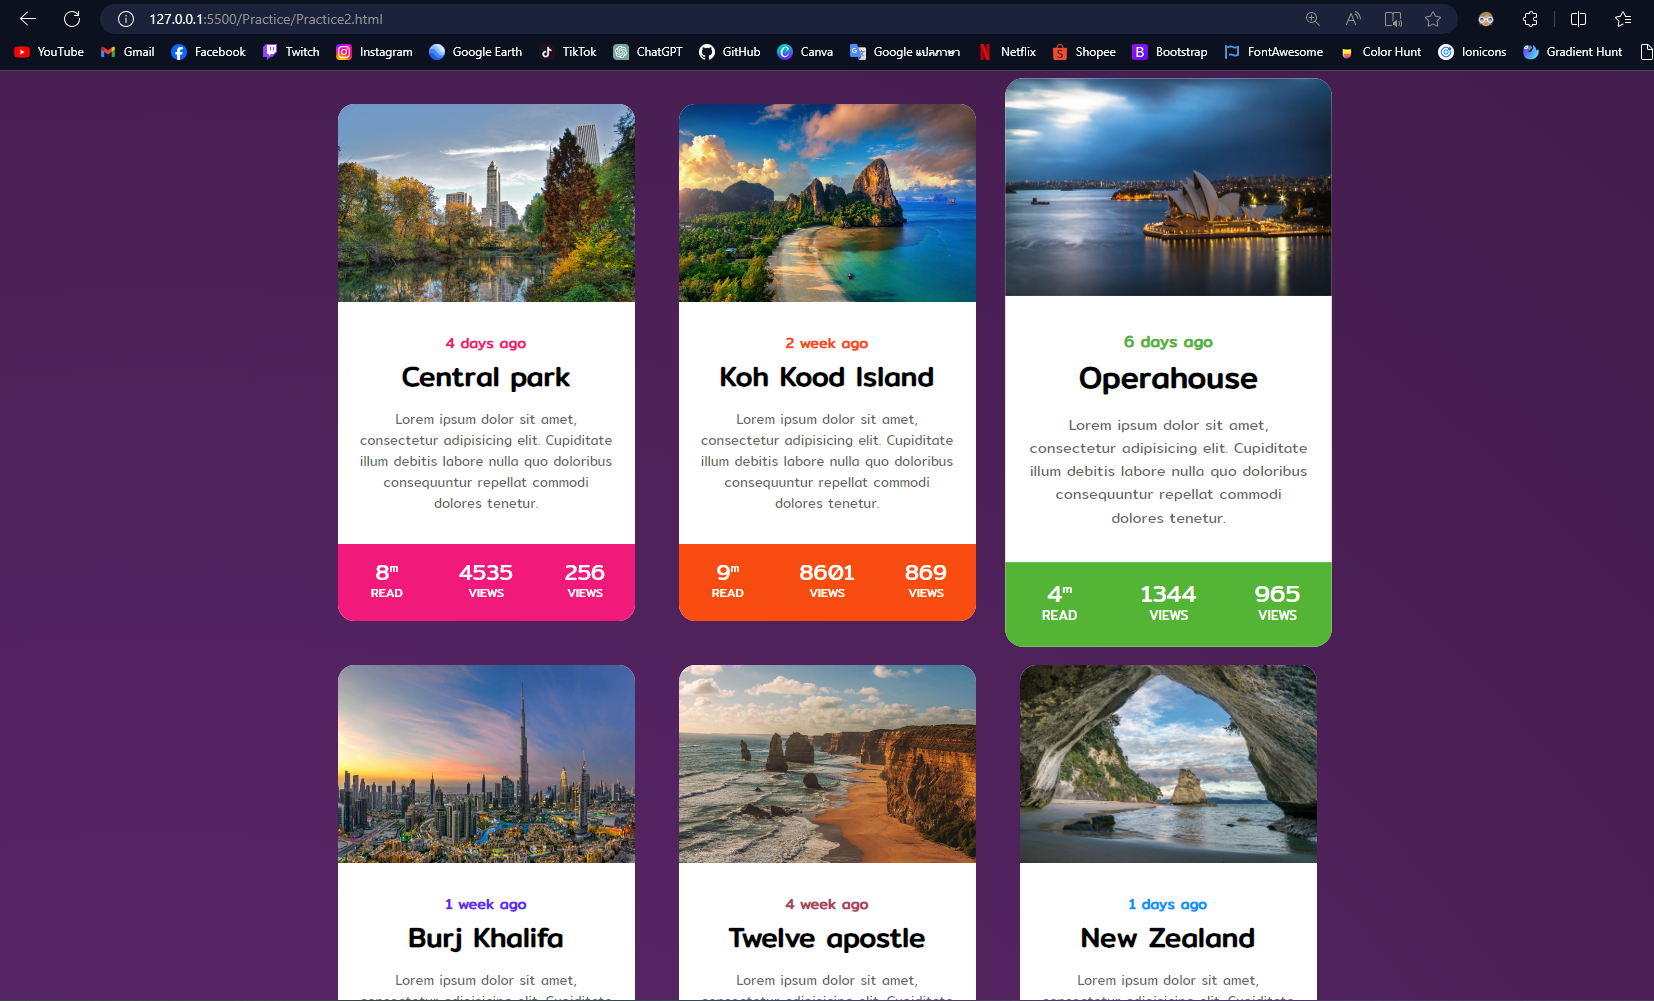 127.0.0.1:5500/Practice/Practice2.html
YouTube Gmail Facebook Twitch Instagram Google Earth TikTok ChatGPT GitHub Canva Google แปลภาษา Netflix Shopee Bootstrap FontAwesome Color Hunt Ionicons Gradient Hunt
4 days ago
Central park
Lorem ipsum dolor sit amet,
consectetur adipisicing elit. Cupiditate
illum debitis labore nulla quo doloribus
consequuntur repellat commodi
dolores tenetur.
8m 4535 256
READ VIEWS VIEWS
2 week ago
Koh Kood Island
Lorem ipsum dolor sit amet,
consectetur adipisicing elit. Cupiditate
illum debitis labore nulla quo doloribus
consequuntur repellat commodi
dolores tenetur.
9m 8601 869
READ VIEWS VIEWS
6 days ago
Operahouse
Lorem ipsum dolor sit amet,
consectetur adipisicing elit. Cupiditate
illum debitis labore nulla quo doloribus
consequuntur repellat commodi
dolores tenetur.
4m 1344 965
READ VIEWS VIEWS
1 week ago
Burj Khalifa
Lorem ipsum dolor sit amet,
4 week ago
Twelve apostle
Lorem ipsum dolor sit amet,
1 days ago
New Zealand
Lorem ipsum dolor sit amet,